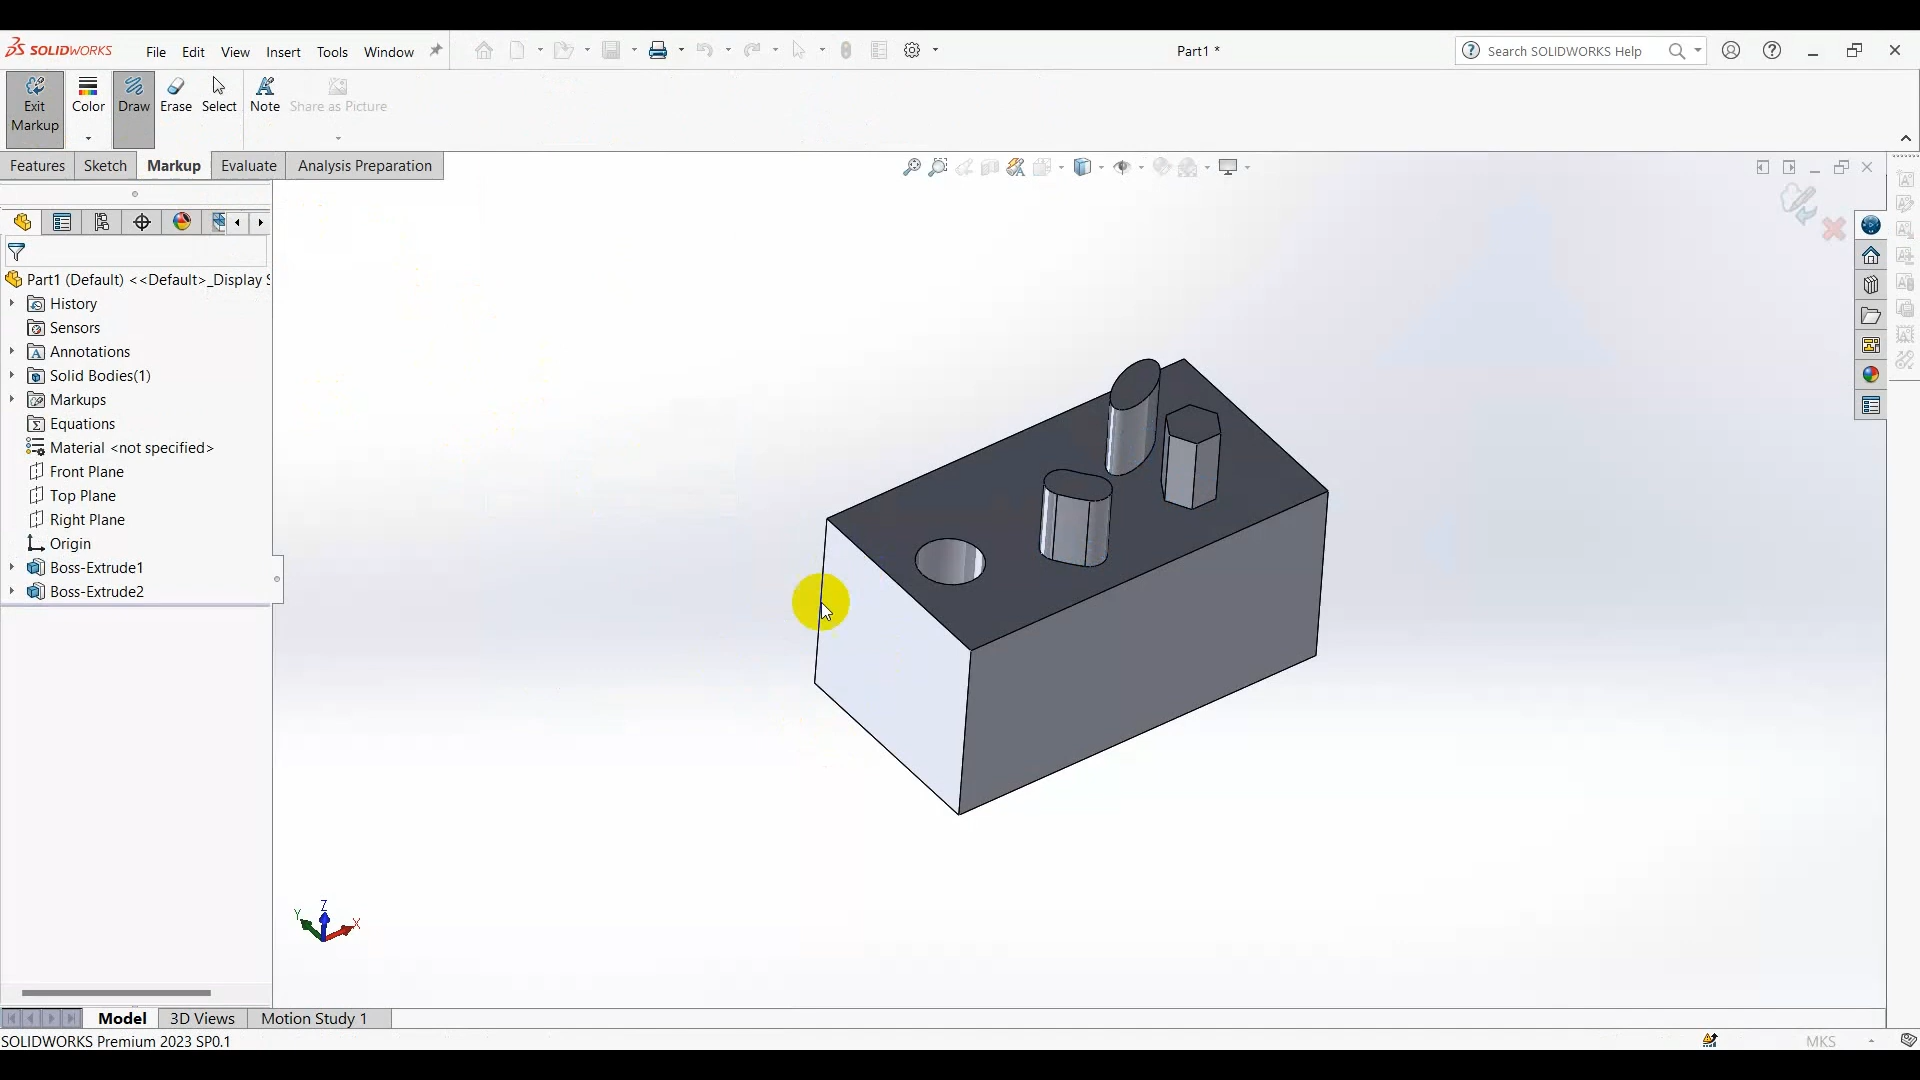 SOLIDWORKS File Edit View Insert Tools Window Part1 * Search SOLIDWORKS Help
Exit Markup Color Draw Erase Select Note Share as Picture
Features Sketch Markup Evaluate Analysis Preparation
Part1 (Default) <<Default>_Display S
History
Sensors
Annotations
Solid Bodies(1)
Markups
Equations
Material <not specified>
Front Plane
Top Plane
Right Plane
Origin
Boss-Extrude1
Boss-Extrude2
Z
Y X
Model 3D Views Motion Study 1
SOLIDWORKS Premium 2023 SP0.1 MKS